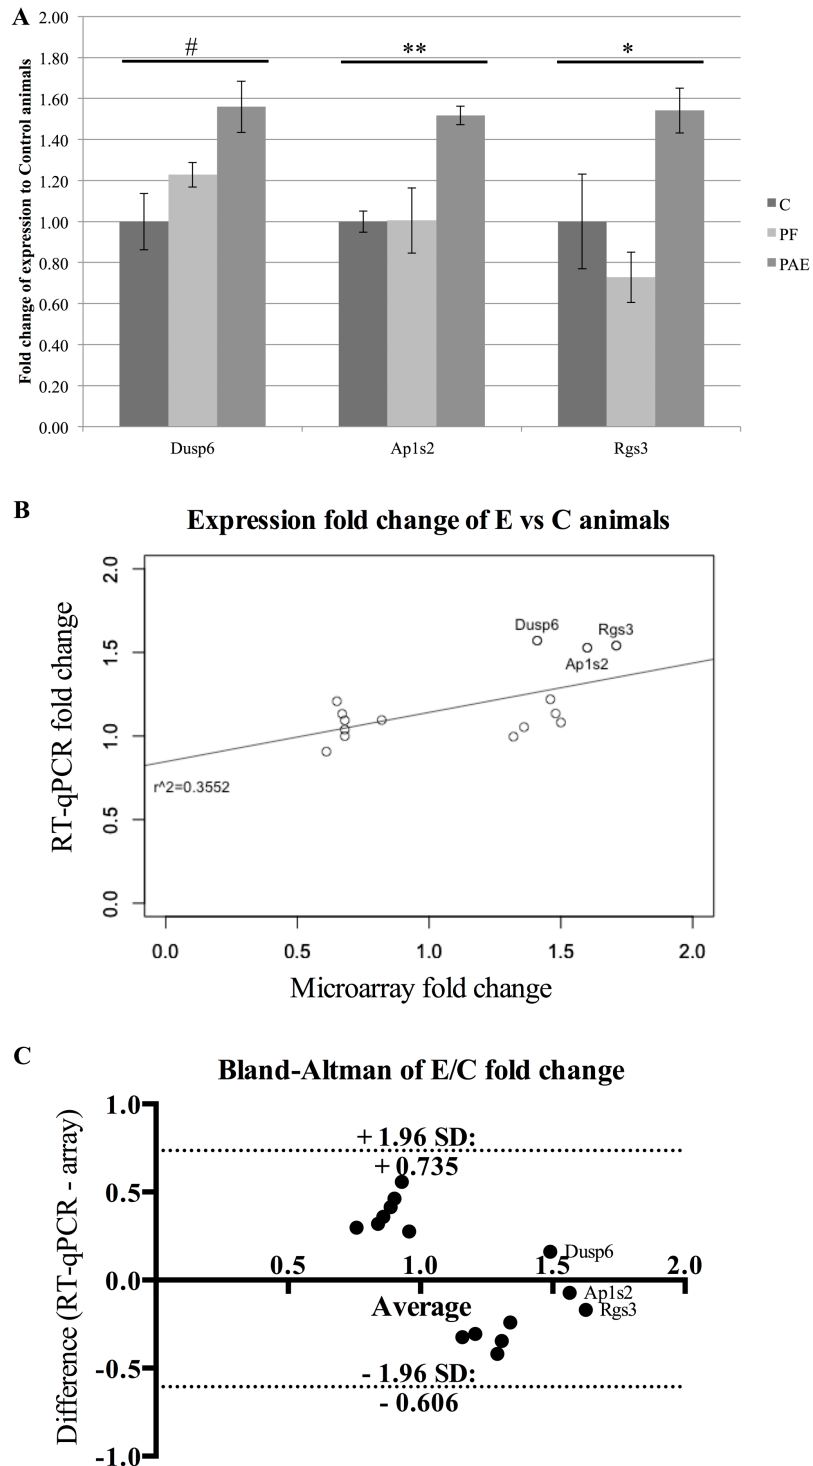 A
2.00
1.80
1.60
1.40
1.20
1.00
0.80
0.60
0.40
0.20
0.00
Fold change of expression to Control animals
# ** *
Dusp6 Ap1s2 Rgs3
C
PF
PAE
B
Expression fold change of E vs C animals
RT-qPCR fold change
2.0
1.5
1.0
0.5
0.0
Dusp6
Rgs3
Ap1s2
r^2=0.3552
0.0 0.5 1.0 1.5 2.0
Microarray fold change
C
Bland-Altman of E/C fold change
Difference (RT-qPCR - array)
1.0
0.5
0.0
-0.5
-1.0
+ 1.96 SD:
+ 0.735
Dusp6
0.5 1.0 1.5 2.0
Ap1s2
Average
Rgs3
- 1.96 SD:
- 0.606